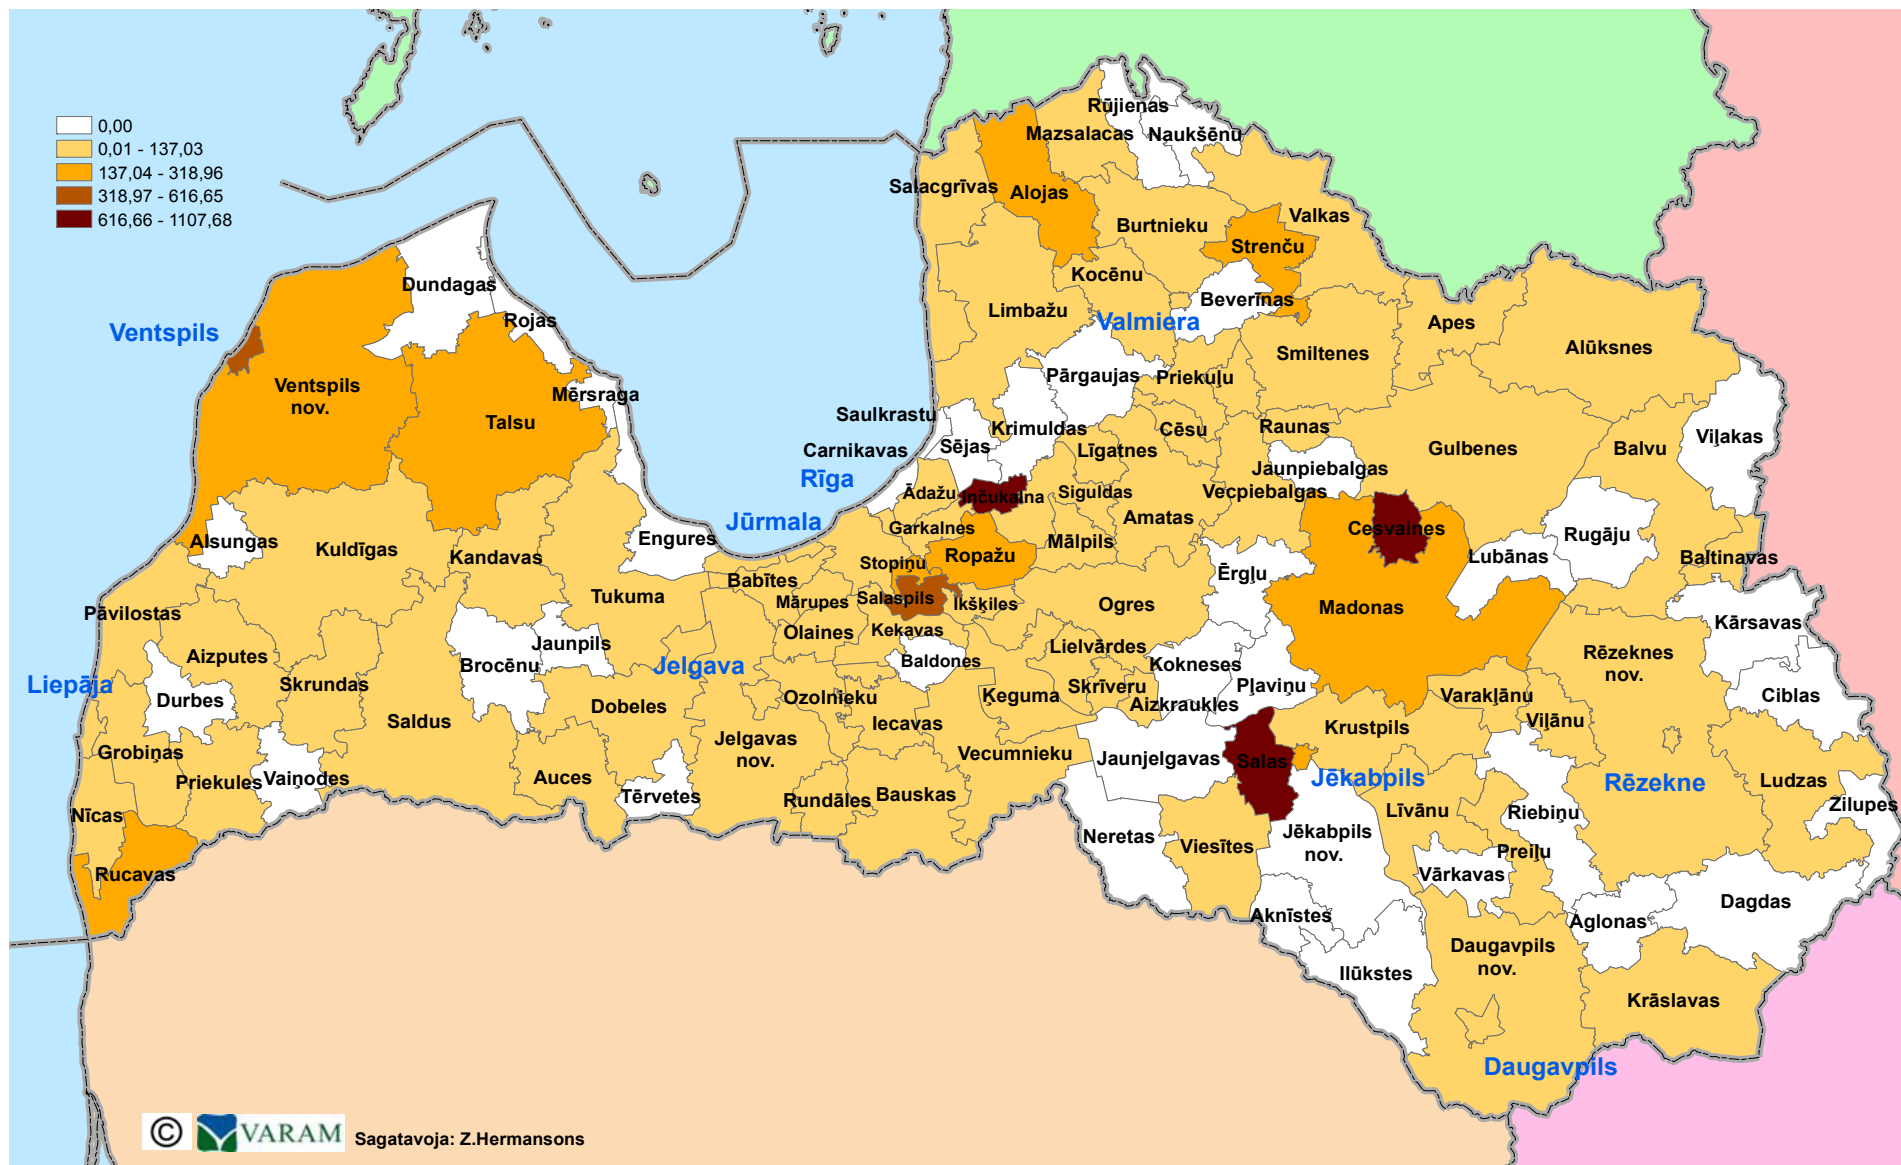 0,00
0,01 - 137,03
137,04 - 318,96
318,97 - 616,65
616,66 - 1107,68
Rūjienas
Mazsalacas
Naukšēnu
Salacgrīvas
Alojas
Burtnieku
Valkas
Strenču
Dundagas
Kocēnu
Beverīnas
Limbažu
Rojas
Valmiera
Apes
Ventspils
Alūksnes
Smiltenes
Ventspils
nov.
Pārgaujas
Priekuļu
Mērsraga
Talsu
Saulkrastu
Krimuldas
Cēsu
Raunas
Viļakas
Sējas
Carnikavas
Līgatnes
Gulbenes
Balvu
Jaunpiebalgas
Rīga
Ādažu
Inčukalna
Siguldas
Vecpiebalgas
Jūrmala
Amatas
Garkalnes
Cesvaines
Rugāju
Alsungas
Kuldīgas
Engures
Mālpils
Kandavas
Ropažu
Lubānas
Baltinavas
Stopiņu
Ērgļu
Babītes
Tukuma
Mārupes
Salaspils
Ikšķiles
Ogres
Madonas
Pāvilostas
Kārsavas
Olaines
Ķekavas
Jaunpils
Lielvārdes
Aizputes
Brocēnu
Jelgava
Baldones
Kokneses
Rēzeknes
nov.
Liepāja
Skrundas
Skrīveru
Pļaviņu
Durbes
Ozolnieku
Ķeguma
Varakļānu
Ciblas
Dobeles
Aizkraukles
Saldus
Iecavas
Krustpils
Viļānu
Jelgavas
nov.
Grobiņas
Vecumnieku
Jaunjelgavas
Salas
Priekules
Vaiņodes
Auces
Jēkabpils
Rēzekne
Ludzas
Tērvetes
Rundāles
Bauskas
Zilupes
Nīcas
Līvānu
Riebiņu
Neretas
Jēkabpils
nov.
Viesītes
Preiļu
Rucavas
Vārkavas
Dagdas
Aknīstes
Aglonas
Daugavpils
nov.
Ilūkstes
Krāslavas
Daugavpils
© VARAM Sagatavoja: Z.Hermansons